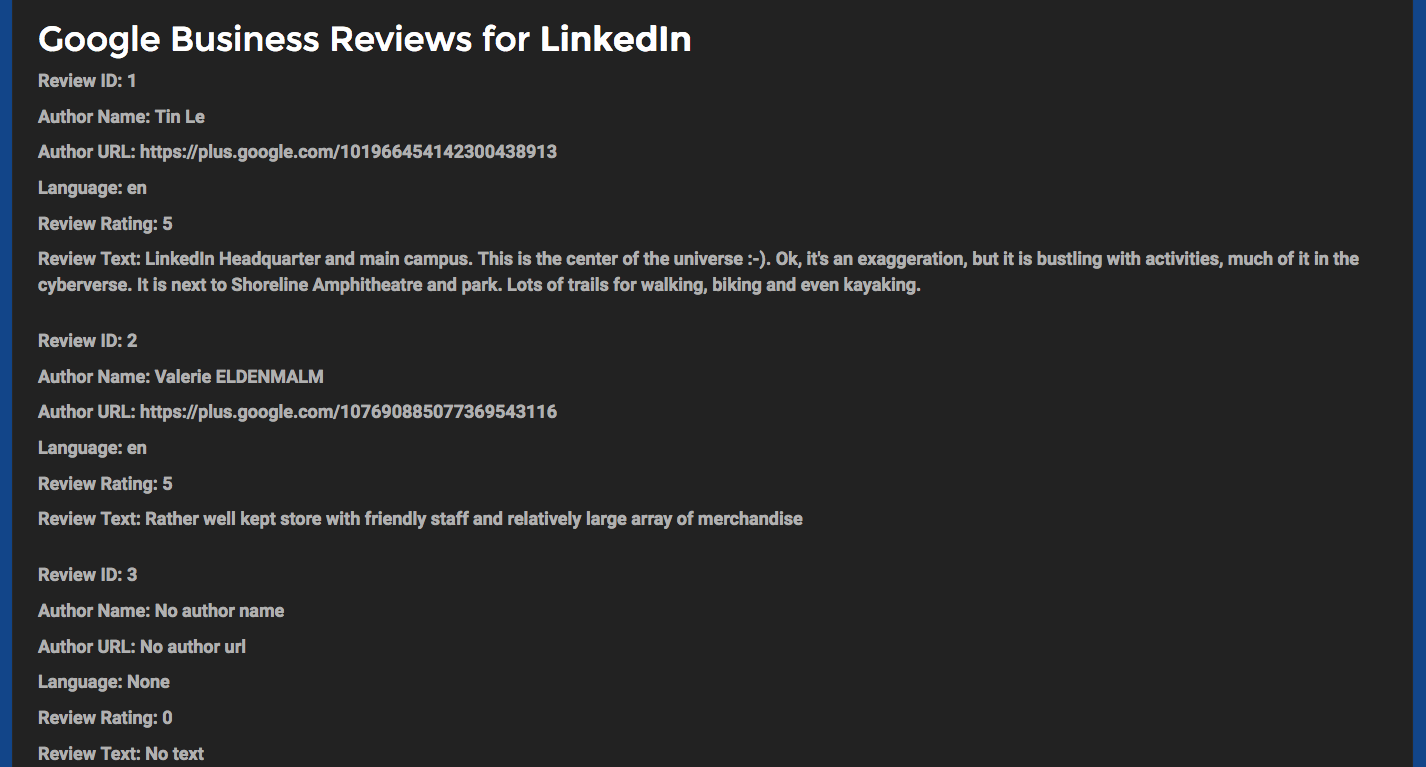 Google Business Reviews for LinkedIn
Review ID: 1
Author Name: Tin Le
Author URL: https://plus.google.com/101966454142300438913
Language: en
Review Rating: 5
Review Text: LinkedIn Headquarter and main campus. This is the center of the universe :-). Ok, it's an exaggeration, but it is bustling with activities, much of it in the
cyberverse. It is next to Shoreline Amphitheatre and park. Lots of trails for walking, biking and even kayaking.
Review ID: 2
Author Name: Valerie ELDENMALM
Author URL: https://plus.google.com/107690885077369543116
Language: en
Review Rating: 5
Review Text: Rather well kept store with friendly staff and relatively large array of merchandise
Review ID: 3
Author Name: No author name
Author URL: No author url
Language: None
Review Rating: 0
Review Text: No text